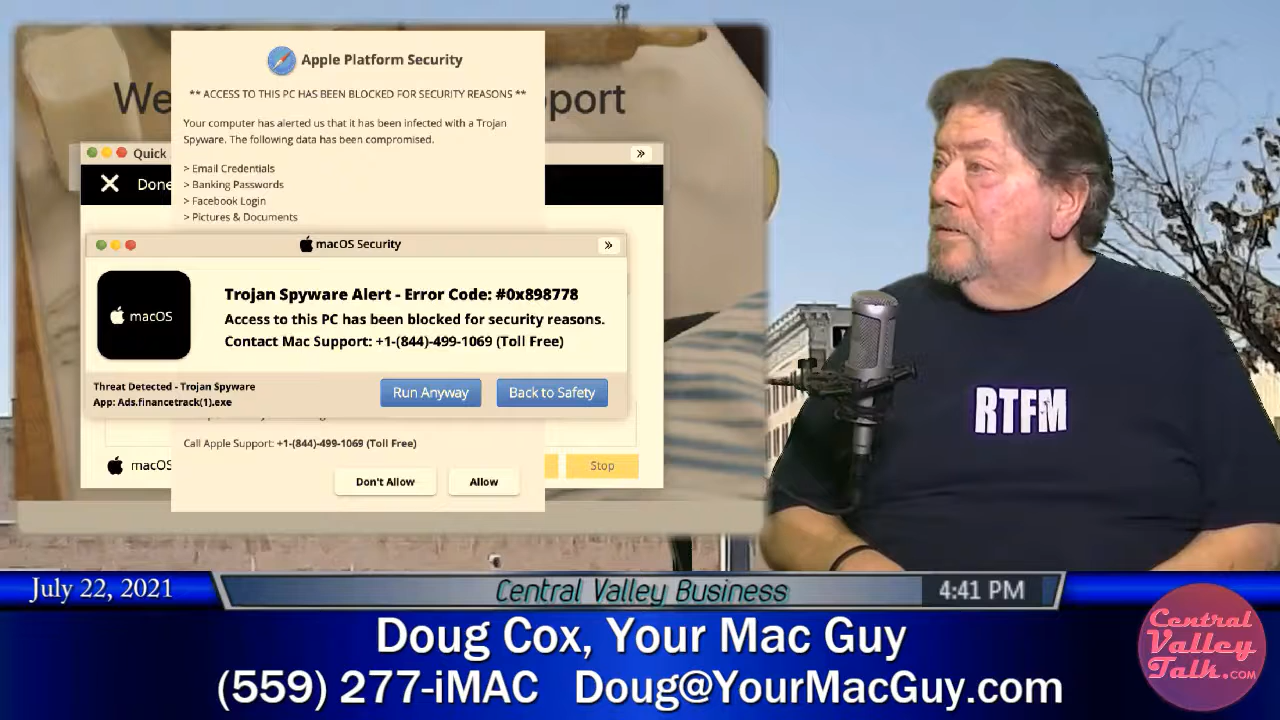 Apple Platform Security
** ACCESS TO THIS PC HAS BEEN BLOCKED FOR SECURITY REASONS **
We
port
Your computer has alerted us that it has been infected with a Trojan
Spyware. The following data has been compromised.
Quick
»
> Email Credentials
Done
> Banking Passwords
> Facebook Login
> Pictures & Documents
macOS Security
»
Trojan Spyware Alert - Error Code: #0x898778
macOS
Access to this PC has been blocked for security reasons.
Contact Mac Support: +1-(844)-499-1069 (Toll Free)
Threat Detected - Trojan Spyware
App: Ads.financetrack(1).exe
Run Anyway
Back to Safety
Call Apple Support: +1-(844)-499-1069 (Toll Free)
macOS
Stop
Don't Allow
Allow
RTFM
July 22, 2021
Central Valley Business
4:41 PM
Doug Cox, Your Mac Guy
(559) 277-iMAC Doug@YourMacGuy.com
Central
Valley
Talk.COM